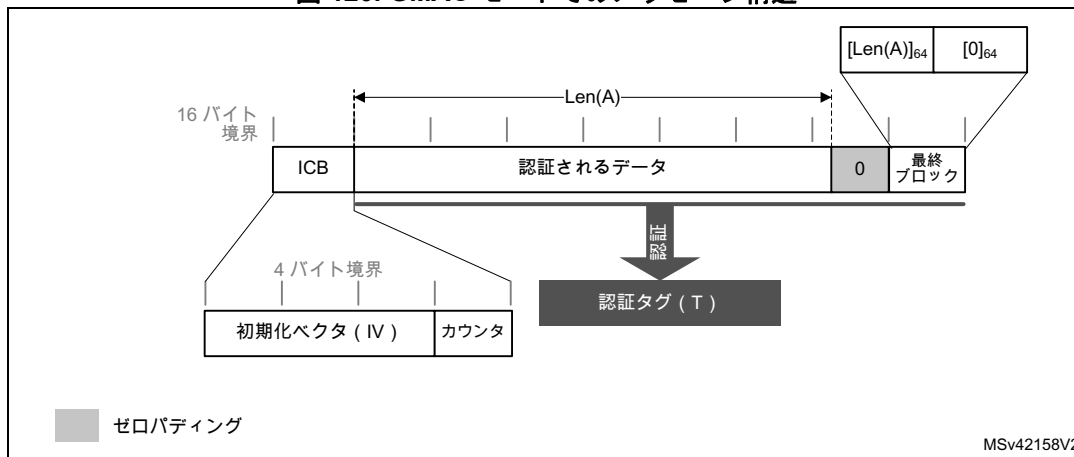 [Len(A)]64 [0]64
Len(A)
16 バイト
境界
ICB 認証されるデータ 0 最終
ブロック
認証
4 バイト境界
認証タグ ( T )
初期化ベクタ ( IV ) カウンタ
ゼロパディング
MSv42158V2